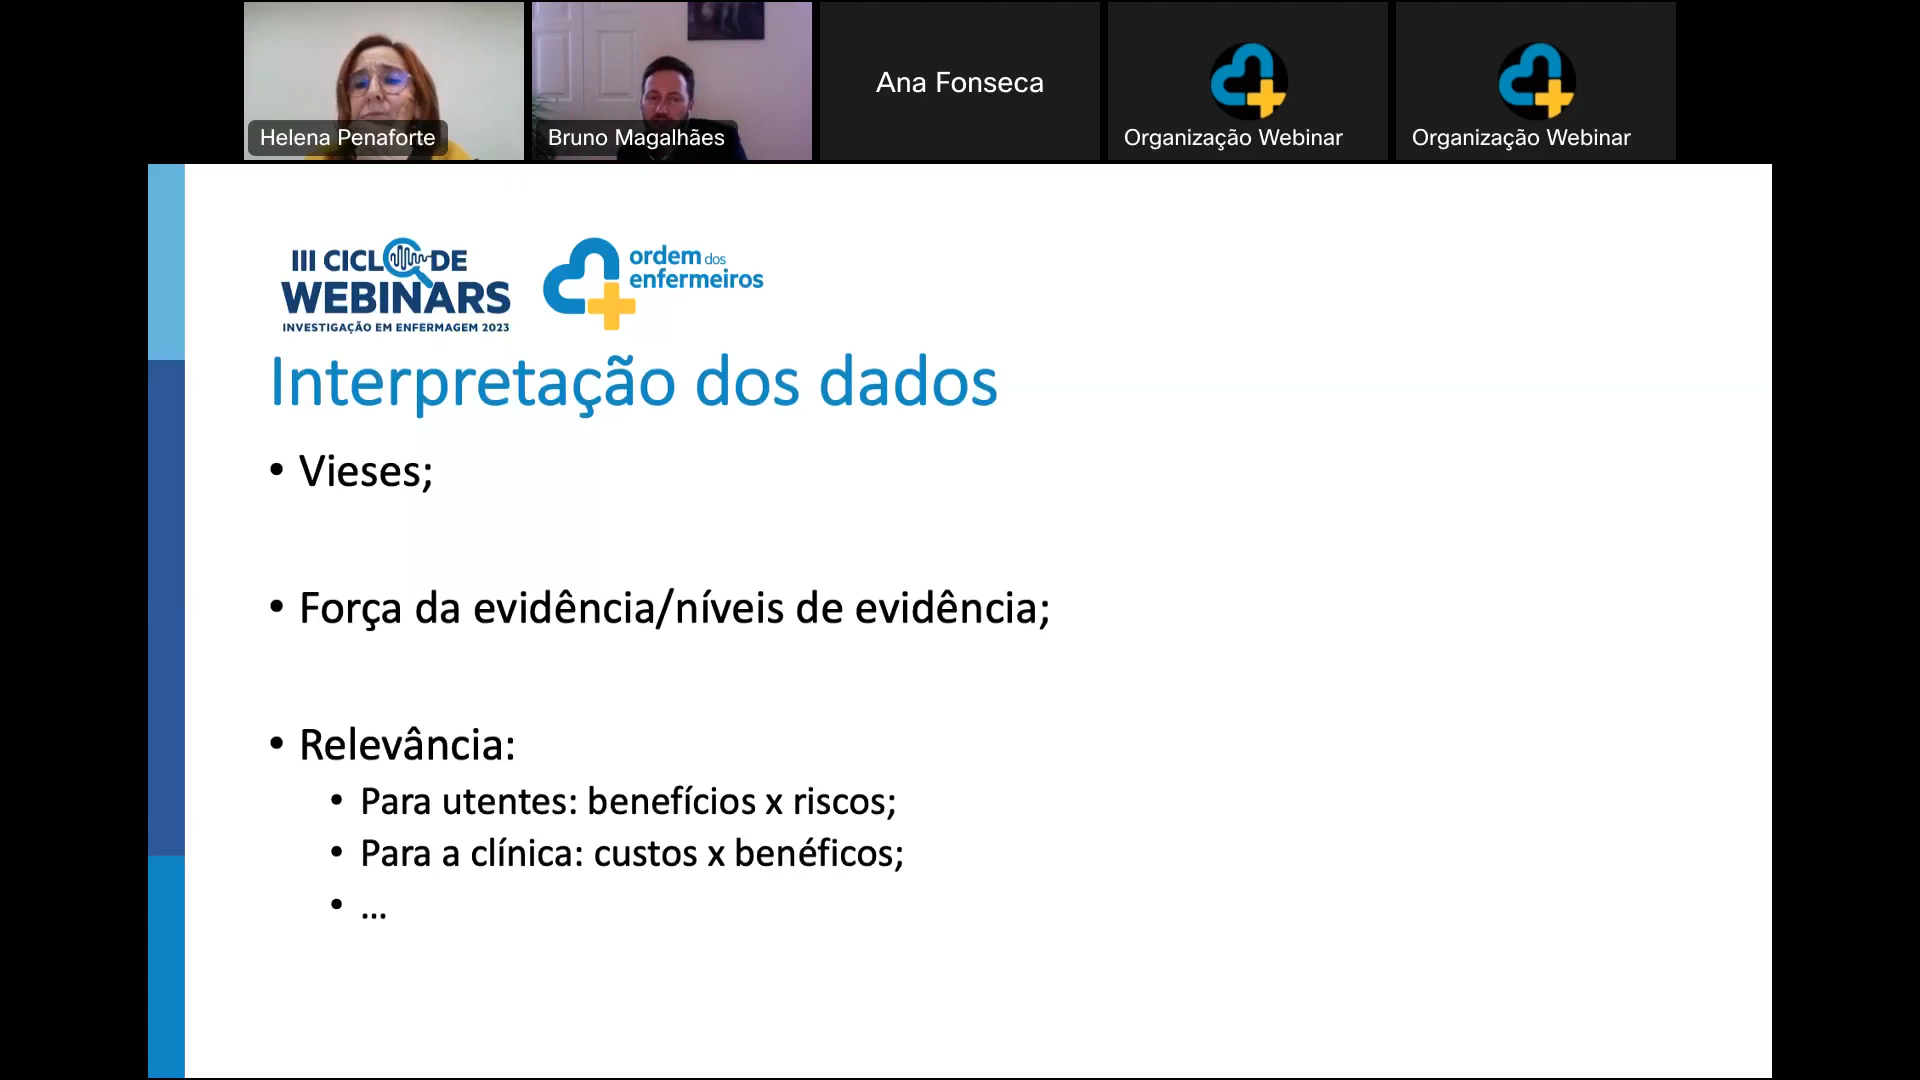 Helena Penaforte
Bruno Magalhães
Ana Fonseca
Organização Webinar
Organização Webinar
III CICLO DE
WEBINARS
INVESTIGAÇÃO EM ENFERMAGEM 2023
ordem dos
enfermeiros
Interpretação dos dados
• Vieses;
• Força da evidência/níveis de evidência;
• Relevância:
• Para utentes: benefícios x riscos;
• Para a clínica: custos x benéficos;
• ...